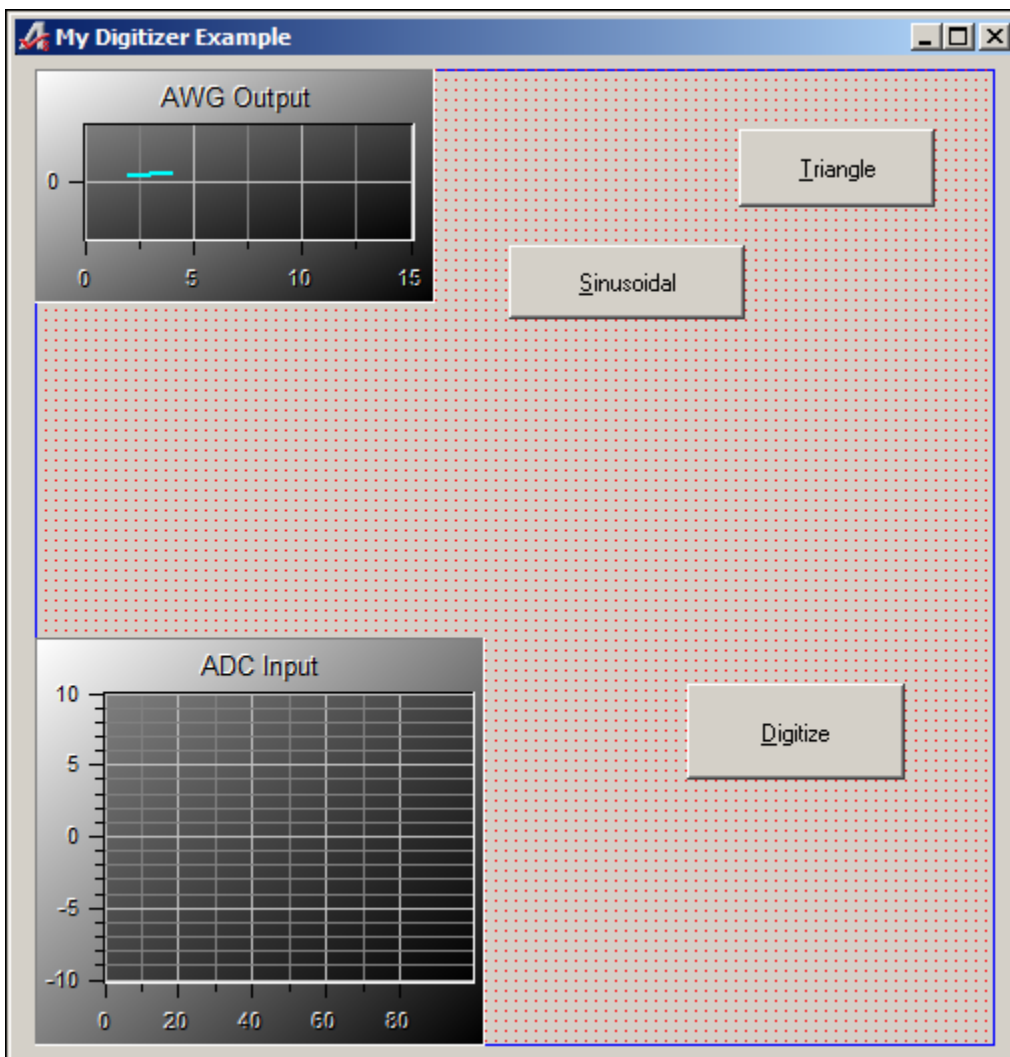 My Digitizer Example
AWG Output
0
0 5 10 15
Triangle
Sinusoidal
ADC Input
10
5
0
-5
-10
0 20 40 60 80
Digitize